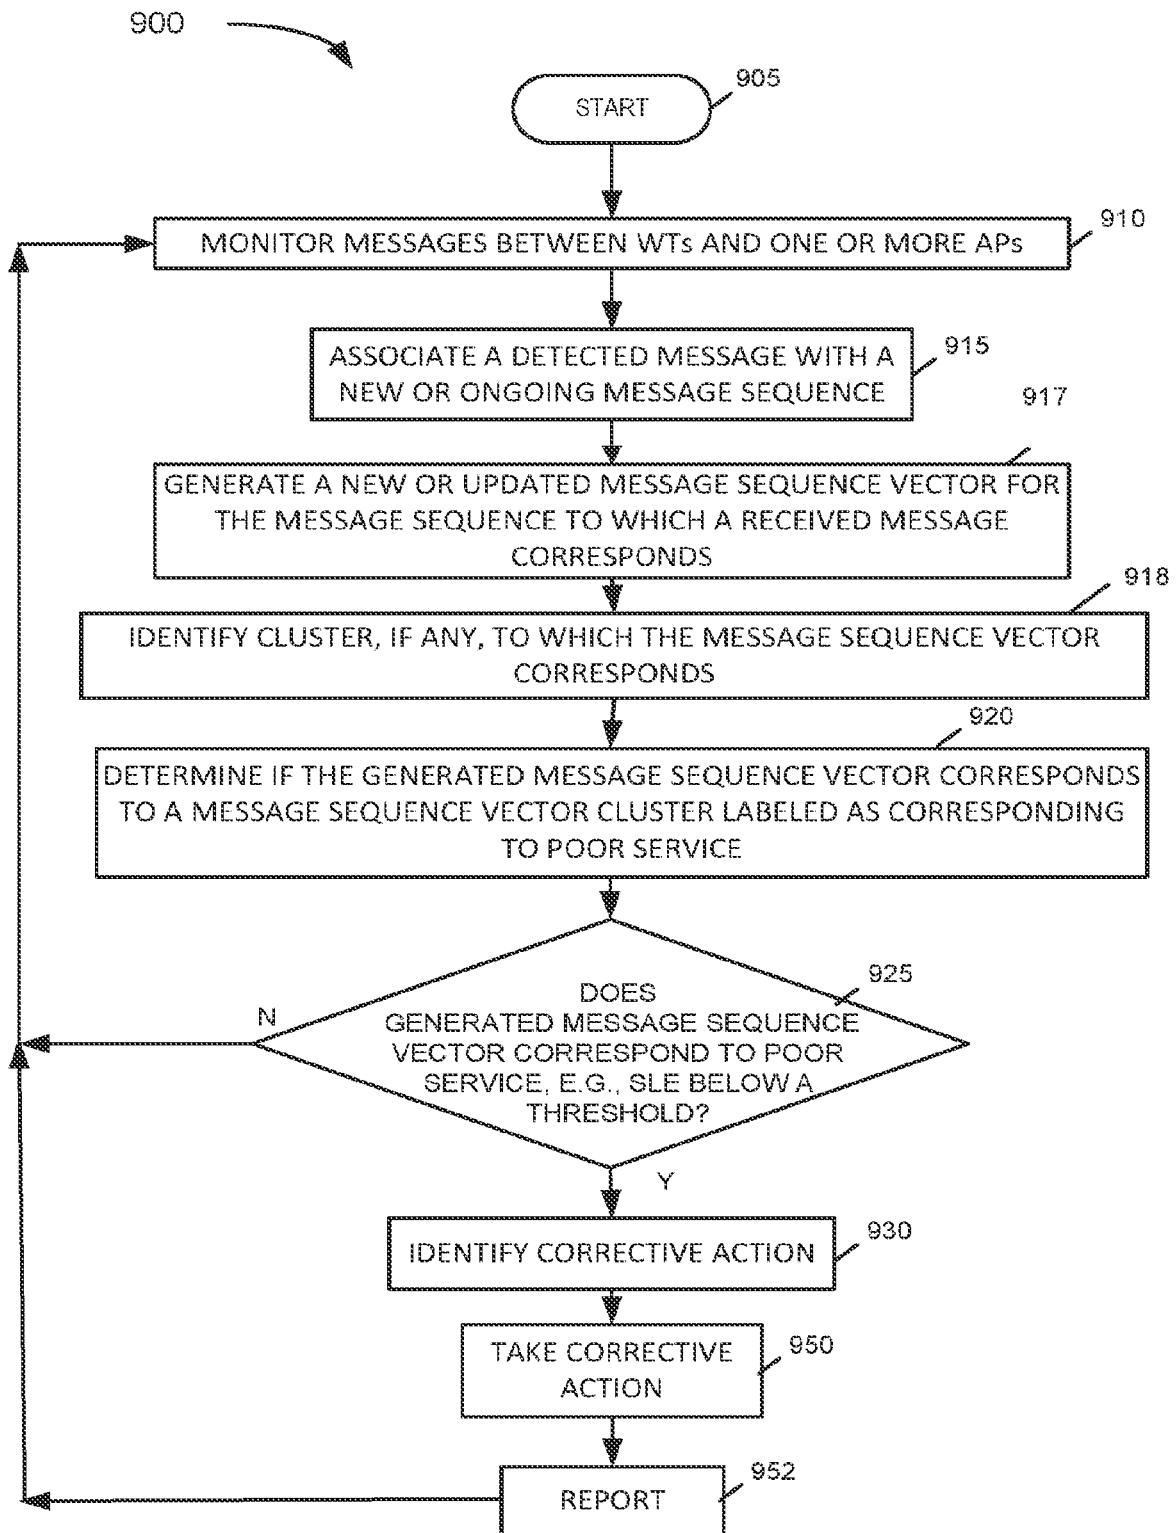 900
905
START
910
MONITOR MESSAGES BETWEEN WTs AND ONE OR MORE APs
915
ASSOCIATE A DETECTED MESSAGE WITH A
NEW OR ONGOING MESSAGE SEQUENCE
917
GENERATE A NEW OR UPDATED MESSAGE SEQUENCE VECTOR FOR
THE MESSAGE SEQUENCE TO WHICH A RECEIVED MESSAGE
CORRESPONDS
918
IDENTIFY CLUSTER, IF ANY, TO WHICH THE MESSAGE SEQUENCE VECTOR
CORRESPONDS
920
DETERMINE IF THE GENERATED MESSAGE SEQUENCE VECTOR CORRESPONDS
TO A MESSAGE SEQUENCE VECTOR CLUSTER LABELED AS CORRESPONDING
TO POOR SERVICE
925
N
DOES
GENERATED MESSAGE SEQUENCE
VECTOR CORRESPOND TO POOR
SERVICE, E.G., SLE BELOW A
THRESHOLD?
Y
930
IDENTIFY CORRECTIVE ACTION
950
TAKE CORRECTIVE
ACTION
952
REPORT